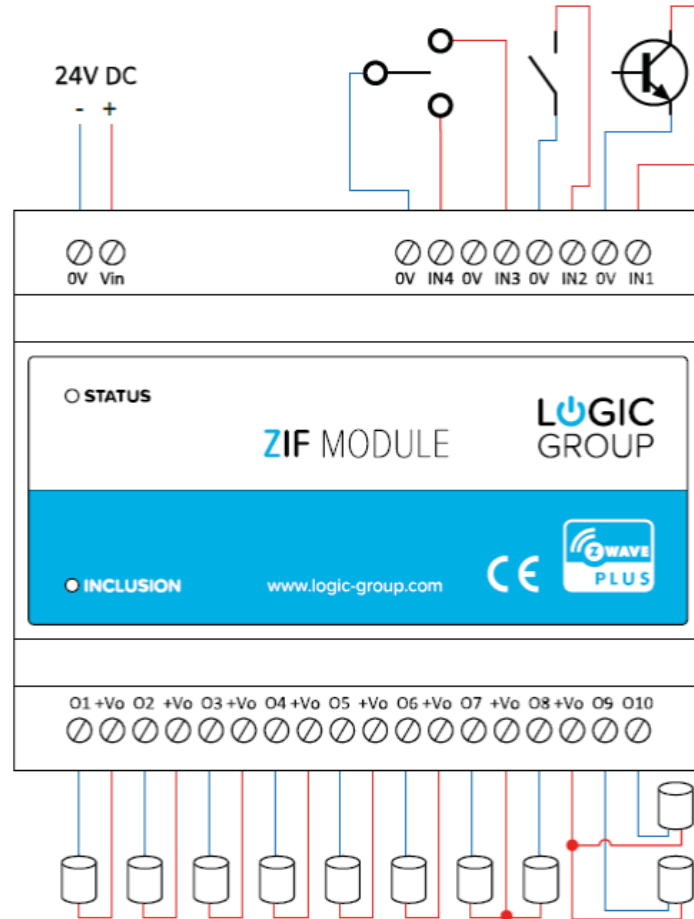 24V DC
- +
0V Vin 0V IN4 0V IN3 0V IN2 0V IN1
STATUS
LOGIC
GROUP
ZIF MODULE
INCLUSION
www.logic-group.com
CE
Z WAVE
PLUS
O1 +Vo O2 +Vo O3 +Vo O4 +Vo O5 +Vo O6 +Vo O7 +Vo O8 +Vo O9 O10